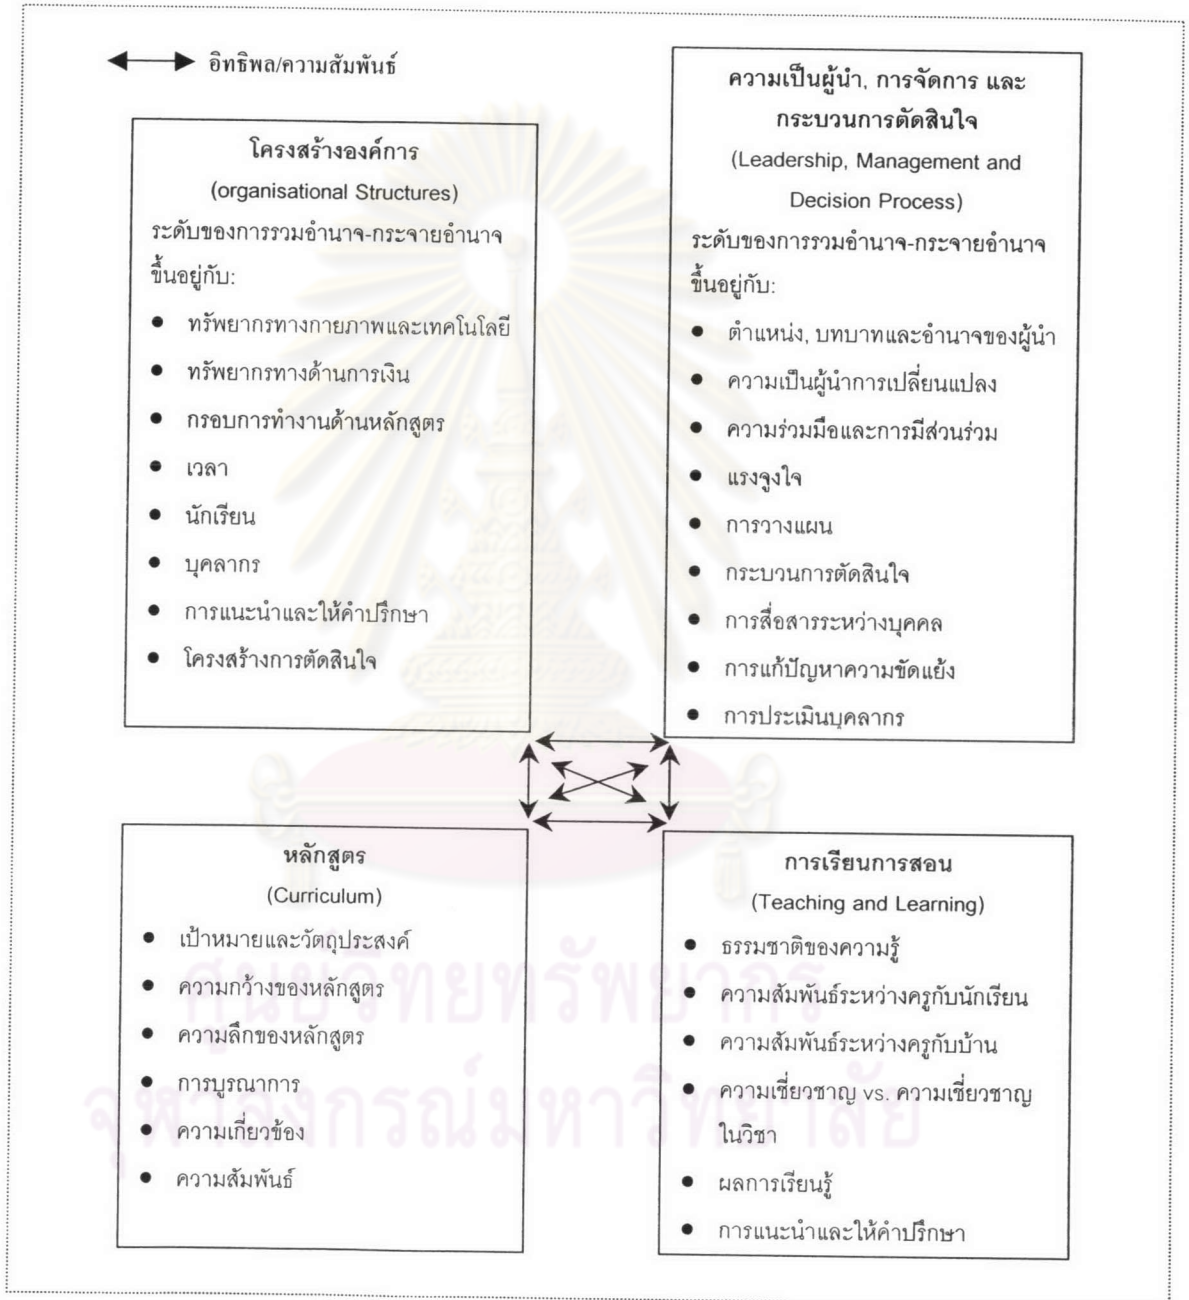 อิทธิพล/ความสัมพันธ์
โครงสร้างองค์การ
(organisational Structures)
ระดับของการรวมอำนาจ-กระจายอำนาจ
ขึ้นอยู่กับ:
● ทรัพยากรทางกายภาพและเทคโนโลยี
● ทรัพยากรทางด้านการเงิน
● กรอบการทำงานด้านหลักสูตร
● เวลา
● นักเรียน
● บุคลากร
● การแนะนำและให้คำปรึกษา
● โครงสร้างการตัดสินใจ
ความเป็นผู้นำ, การจัดการ และ
กระบวนการตัดสินใจ
(Leadership, Management and
Decision Process)
ระดับของการรวมอำนาจ-กระจายอำนาจ
ขึ้นอยู่กับ:
● ตำแหน่ง, บทบาทและอำนาจของผู้นำ
● ความเป็นผู้นำการเปลี่ยนแปลง
● ความร่วมมือและการมีส่วนร่วม
● แรงจูงใจ
● การวางแผน
● กระบวนการตัดสินใจ
● การสื่อสารระหว่างบุคคล
● การแก้ปัญหาความขัดแย้ง
● การประเมินบุคลากร
หลักสูตร
(Curriculum)
● เป้าหมายและวัตถุประสงค์
● ความกว้างของหลักสูตร
● ความลึกของหลักสูตร
● การบูรณาการ
● ความเกี่ยวข้อง
● ความสัมพันธ์
การเรียนการสอน
(Teaching and Learning)
● ธรรมชาติของความรู้
● ความสัมพันธ์ระหว่างครูกับนักเรียน
● ความสัมพันธ์ระหว่างครูกับบ้าน
● ความเชี่ยวชาญ vs. ความเชี่ยวชาญ
ในวิชา
● ผลการเรียนรู้
● การแนะนำและให้คำปรึกษา
ศูนย์วิทยทรัพยากร
จุฬาลงกรณ์มหาวิทยาลัย